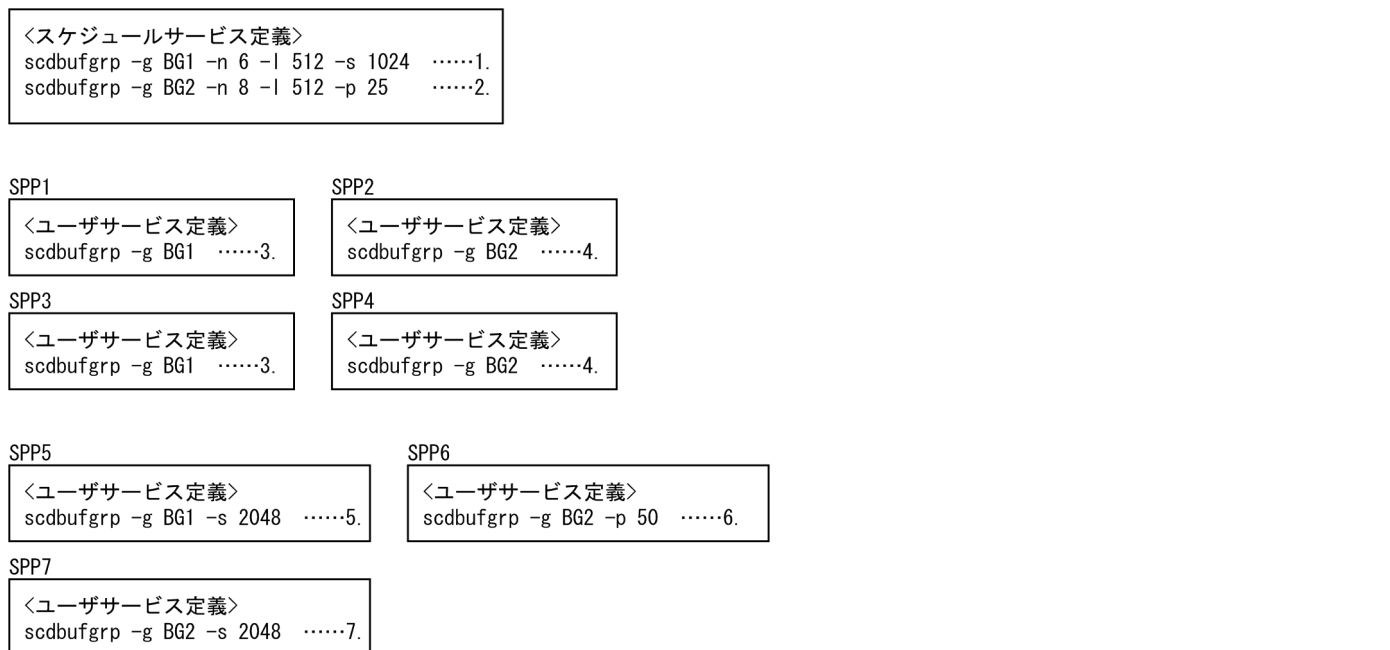 <スケジュールサービス定義>
scdbufgrp -g BG1 -n 6 -l 512 -s 1024 ……1.
scdbufgrp -g BG2 -n 8 -l 512 -p 25 ……2.
SPP1
<ユーザサービス定義>
scdbufgrp -g BG1 ……3.
SPP2
<ユーザサービス定義>
scdbufgrp -g BG2 ……4.
SPP3
<ユーザサービス定義>
scdbufgrp -g BG1 ……3.
SPP4
<ユーザサービス定義>
scdbufgrp -g BG2 ……4.
SPP5
<ユーザサービス定義>
scdbufgrp -g BG1 -s 2048 ……5.
SPP6
<ユーザサービス定義>
scdbufgrp -g BG2 -p 50 ……6.
SPP7
<ユーザサービス定義>
scdbufgrp -g BG2 -s 2048 ……7.